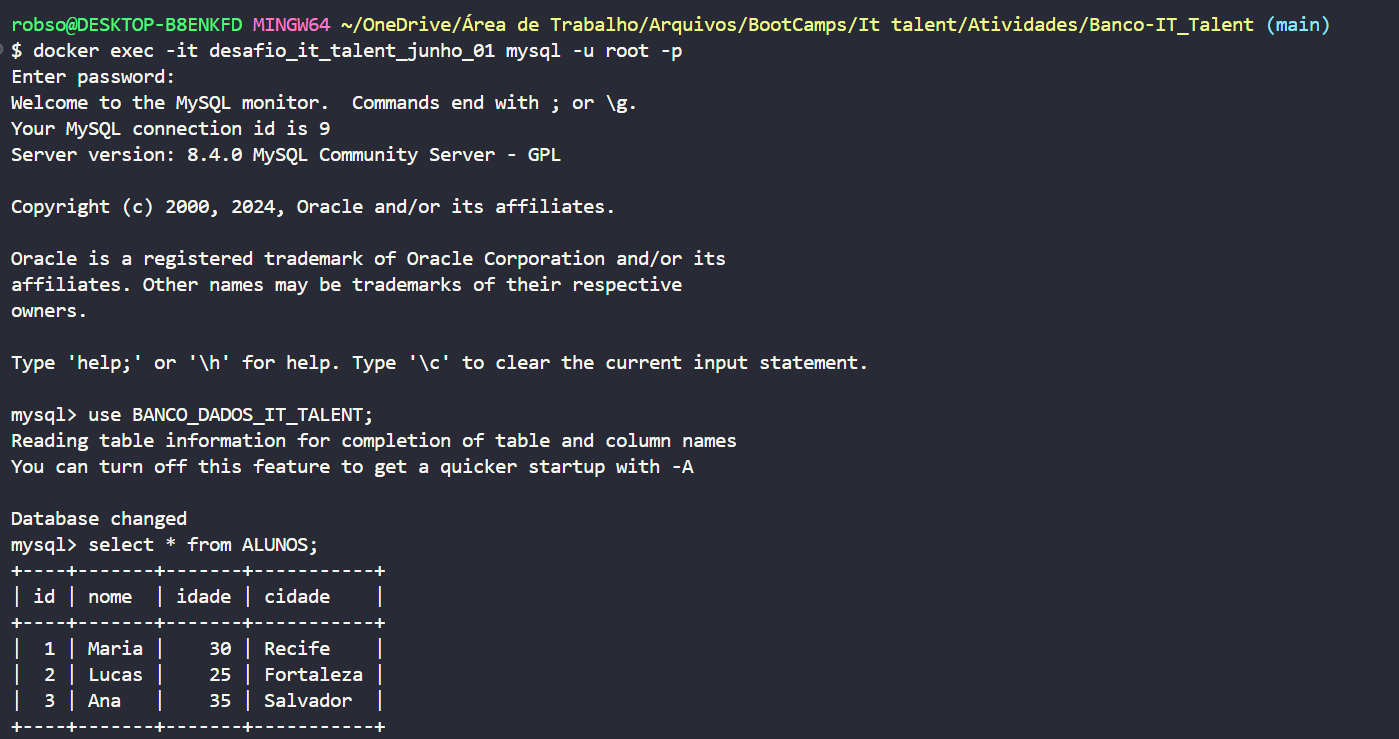 robso@DESKTOP-B8ENKFD MINGW64 ~/OneDrive/Área de Trabalho/Arquivos/BootCamps/It talent/Atividades/Banco-IT_Talent (main)
$ docker exec -it desafio_it_talent_junho_01 mysql -u root -p
Enter password:
Welcome to the MySQL monitor.  Commands end with ; or \g.
Your MySQL connection id is 9
Server version: 8.4.0 MySQL Community Server - GPL

Copyright (c) 2000, 2024, Oracle and/or its affiliates.

Oracle is a registered trademark of Oracle Corporation and/or its
affiliates. Other names may be trademarks of their respective
owners.

Type 'help;' or '\h' for help. Type '\c' to clear the current input statement.

mysql> use BANCO_DADOS_IT_TALENT;
Reading table information for completion of table and column names
You can turn off this feature to get a quicker startup with -A

Database changed
mysql> select * from ALUNOS;
+----+-------+-------+-----------+
| id | nome  | idade | cidade    |
+----+-------+-------+-----------+
|  1 | Maria |    30 | Recife    |
|  2 | Lucas |    25 | Fortaleza |
|  3 | Ana   |    35 | Salvador  |
+----+-------+-------+-----------+